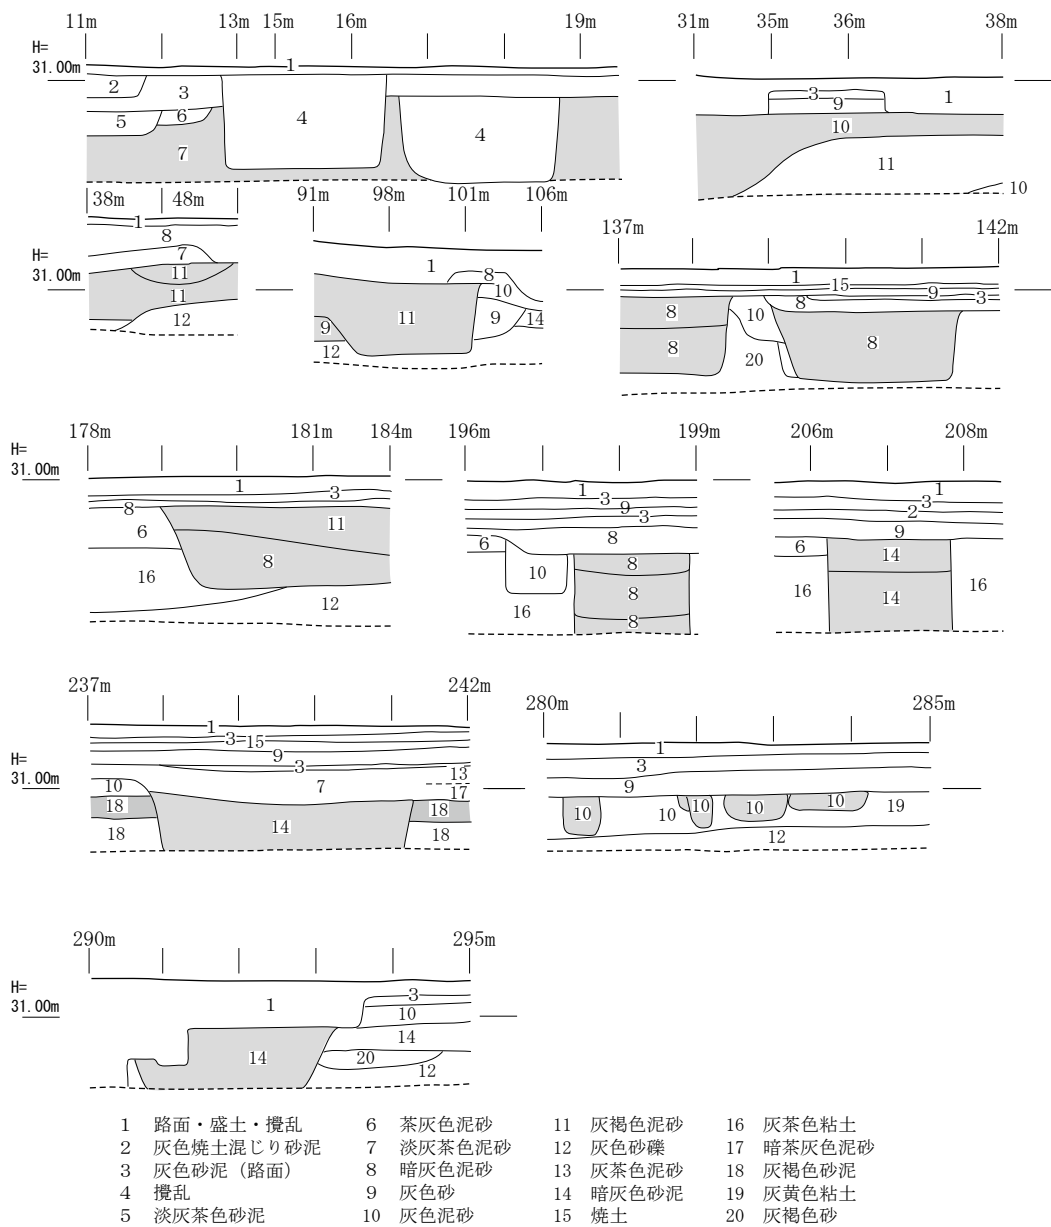 11m 15m 13m 16m 19m 31m 35m 36m 38m
H=
31.00m
1
2 3
5 6 4 4
7
3
9 1
10
11
10
38m 48m 91m 98m 101m 106m 137m 142m
H=
31.00m
1
8
7
11
11
12
1
8
10
11 9 14
9
12
1
15
9 3
8
8 10
8 20 8
178m 181m 184m 196m 199m 206m 208m
H=
31.00m
1
3
8
6 11
8
16
12
1
3
9
3
8
6
8
10
8
16
8
1
3
2
9
6 14
16 14 16
237m 242m 280m 285m
H=
31.00m
1
3 15
9
3
13
10 7 17
18 18
14
18 18
1
3
9
10 10 10 10 10 19
12
290m 295m
H=
31.00m
1
3
10
14
14
20
12
1 路面・盛土・攪乱
2 灰色焼土混じり砂泥
3 灰色砂泥（路面）
4 攪乱
5 淡灰茶色砂泥
6 茶灰色泥砂
7 淡灰茶色泥砂
8 暗灰色泥砂
9 灰色砂
10 灰色泥砂
11 灰褐色泥砂
12 灰色砂礫
13 灰茶色泥砂
14 暗灰色砂泥
15 焼土
16 灰茶色粘土
17 暗茶灰色泥砂
18 灰褐色砂泥
19 灰黄色粘土
20 灰褐色砂